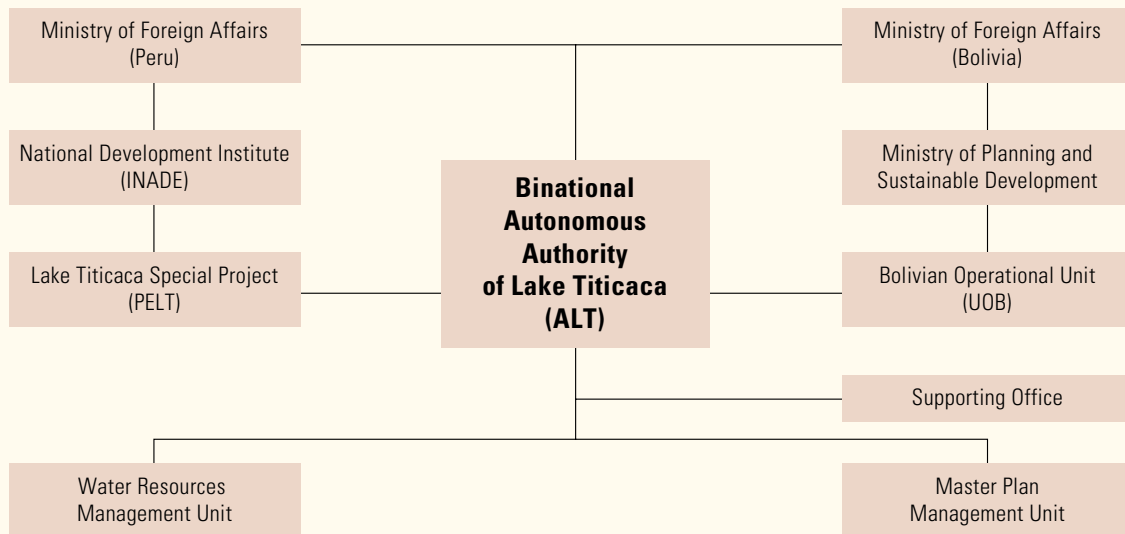 Ministry of Foreign Affairs
(Peru)
Ministry of Foreign Affairs
(Bolivia)
National Development Institute
(INADE)
Binational
Autonomous
Authority
of Lake Titicaca
(ALT)
Ministry of Planning and
Sustainable Development
Lake Titicaca Special Project
(PELT)
Bolivian Operational Unit
(UOB)
Supporting Office
Water Resources
Management Unit
Master Plan
Management Unit